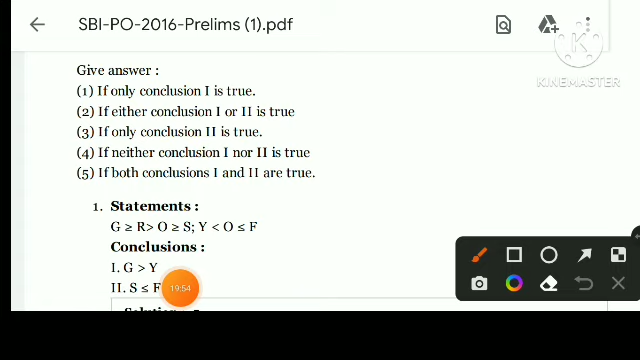 SBI-PO-2016-Prelims (1).pdf
KINEMASTER
Give answer :
(1) If only conclusion I is true.
(2) If either conclusion I or II is true
(3) If only conclusion II is true.
(4) If neither conclusion I nor II is true
(5) If both conclusions I and II are true.
1. Statements :
G ≥ R> O ≥ S; Y < O ≤ F
Conclusions :
I. G > Y
II. S ≤ F
19:54